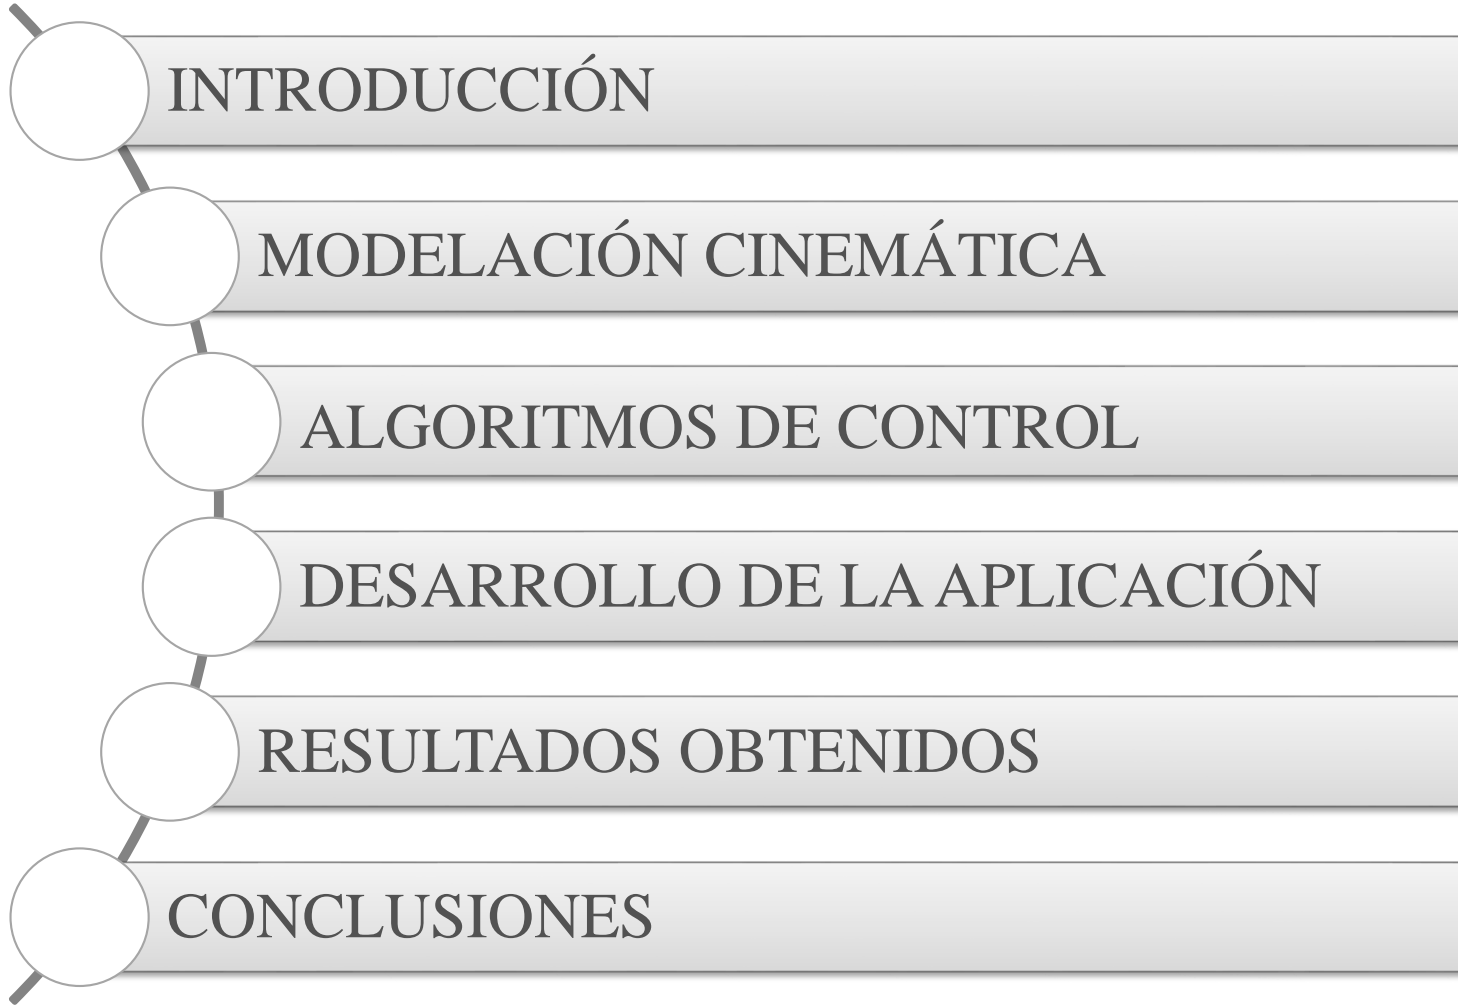 INTRODUCCIÓN
MODELACIÓN CINEMÁTICA
ALGORITMOS DE CONTROL
DESARROLLO DE LA APLICACIÓN
RESULTADOS OBTENIDOS
CONCLUSIONES